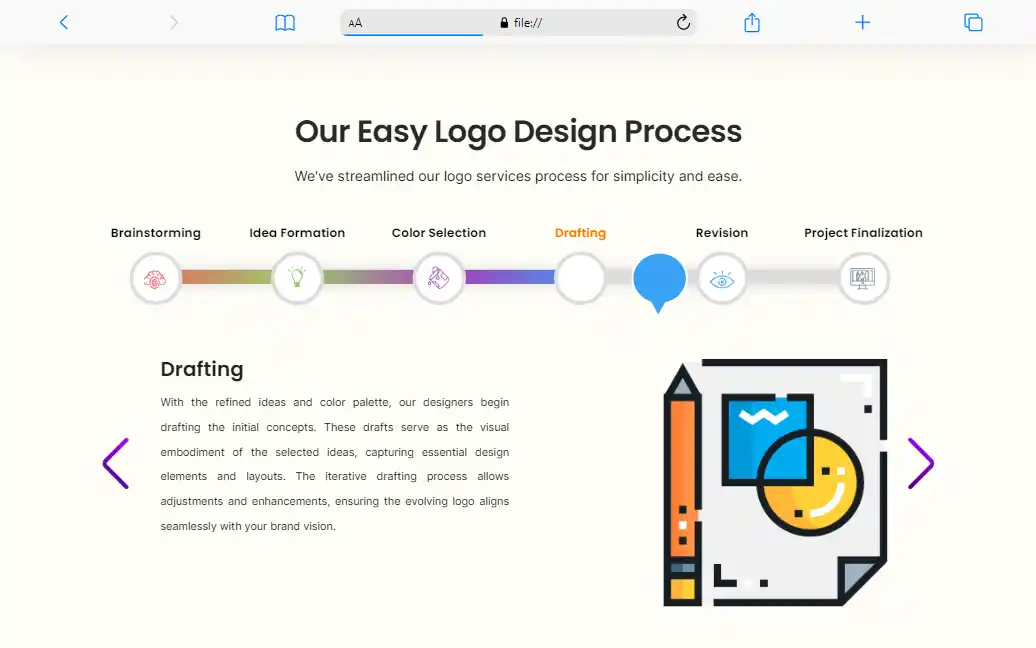 AA
file://
Our Easy Logo Design Process
We've streamlined our logo services process for simplicity and ease.
Brainstorming Idea Formation Color Selection Drafting Revision Project Finalization
Drafting
With the refined ideas and color palette, our designers begin
drafting the initial concepts. These drafts serve as the visual
embodiment of the selected ideas, capturing essential design
elements and layouts. The iterative drafting process allows
adjustments and enhancements, ensuring the evolving logo aligns
seamlessly with your brand vision.